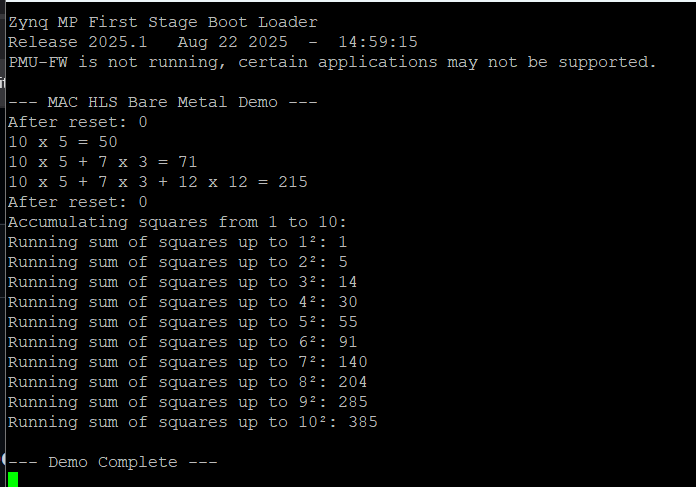 Zynq MP First Stage Boot Loader
Release 2025.1   Aug 22 2025  -  14:59:15
PMU-FW is not running, certain applications may not be supported.
--- MAC HLS Bare Metal Demo ---
After reset: 0
10 x 5 = 50
10 x 5 + 7 x 3 = 71
10 x 5 + 7 x 3 + 12 x 12 = 215
After reset: 0
Accumulating squares from 1 to 10:
Running sum of squares up to 1²: 1
Running sum of squares up to 2²: 5
Running sum of squares up to 3²: 14
Running sum of squares up to 4²: 30
Running sum of squares up to 5²: 55
Running sum of squares up to 6²: 91
Running sum of squares up to 7²: 140
Running sum of squares up to 8²: 204
Running sum of squares up to 9²: 285
Running sum of squares up to 10²: 385
--- Demo Complete ---